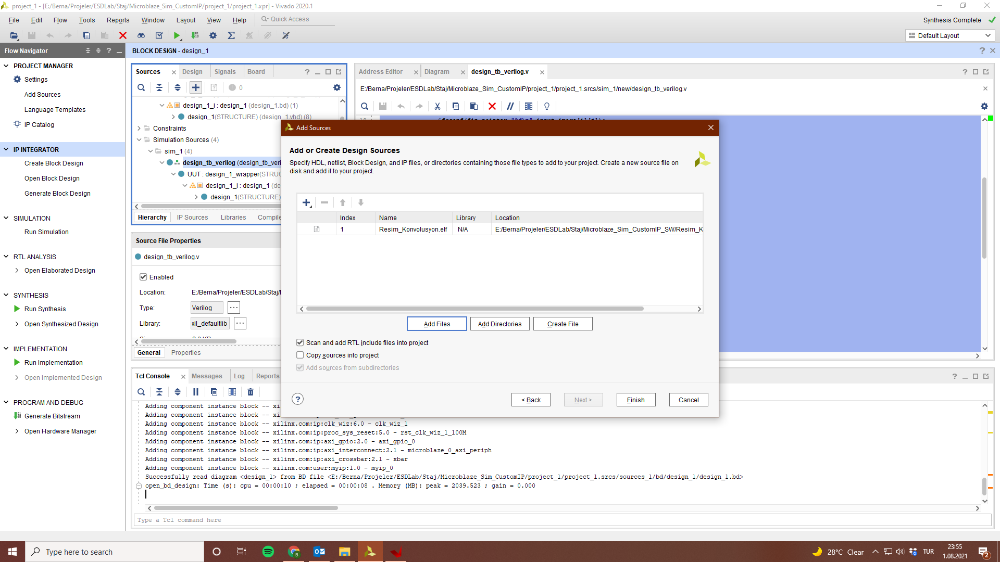 project_1 - [E:/Berna/Projeler/ESDLab/Staj/Microblaze_Sim_CustomIP/project_1/project_1.xpr] - Vivado 2020.1
File Edit Flow Tools Reports Window Layout View Help Quick Access
Synthesis Complete
Default Layout
Flow Navigator
PROJECT MANAGER
Settings
Add Sources
Language Templates
IP Catalog
IP INTEGRATOR
Create Block Design
Open Block Design
Generate Block Design
SIMULATION
Run Simulation
RTL ANALYSIS
Open Elaborated Design
SYNTHESIS
Run Synthesis
Open Synthesized Design
IMPLEMENTATION
Run Implementation
Open Implemented Design
PROGRAM AND DEBUG
Generate Bitstream
Open Hardware Manager
BLOCK DESIGN - design_1
Sources Design Signals Board
0
design_1_i : design_1 (design_1.bd) (1)
design_1(STRUCTURE) (design_1.vhd) (8)
Constraints
Simulation Sources (4)
sim_1 (4)
design_tb_verilog (design_tb_veri
UUT : design_1_wrapper(STRUC
design_1_i : design_1 (de
design_1(STRUCTURE)
Hierarchy IP Sources Libraries Compile
Source File Properties
design_tb_verilog.v
Enabled
Location: E:/Berna/Projeler/ESDLab/Staj/
Type: Verilog
Library: xil_defaultlib
General Properties
Address Editor Diagram design_tb_verilog.v
E:/Berna/Projeler/ESDLab/Staj/Microblaze_Sim_CustomIP/project_1/project_1.srcs/sim_1/new/design_tb_verilog.v
Add Sources
Add or Create Design Sources
Specify HDL, netlist, Block Design, and IP files, or directories containing those file types to add to your project. Create a new source file on
disk and add it to your project.
Index Name Library Location
1 Resim_Konvolusyon.elf N/A E:/Berna/Projeler/ESDLab/Staj/Microblaze_Sim_CustomIP_SW/Resim_K
Add Files Add Directories Create File
Scan and add RTL include files into project
Copy sources into project
Add sources from subdirectories
< Back Next > Finish Cancel
Tcl Console Messages Log Reports
Adding component instance block -- xi
Adding component instance block -- xi
Adding component instance block -- xilinx.com:ip:clk_wiz:6.0 - clk_wiz_1
Adding component instance block -- xilinx.com:ip:proc_sys_reset:5.0 - rst_clk_wiz_1_100M
Adding component instance block -- xilinx.com:ip:axi_gpio:2.0 - axi_gpio_0
Adding component instance block -- xilinx.com:ip:axi_interconnect:2.1 - microblaze_0_axi_periph
Adding component instance block -- xilinx.com:ip:axi_crossbar:2.1 - xbar
Adding component instance block -- xilinx.com:user:myip:1.0 - myip_0
Successfully read diagram <design_1> from BD file <E:/Berna/Projeler/ESDLab/Staj/Microblaze_Sim_CustomIP/project_1/project_1.srcs/sources_1/bd/design_1/design_1.bd>
open_bd_design: Time (s): cpu = 00:00:10 ; elapsed = 00:00:08 . Memory (MB): peak = 2039.523 ; gain = 0.000
Type a Tcl command here
Type here to search
28°C Clear
TUR
23:55
1.08.2021
2